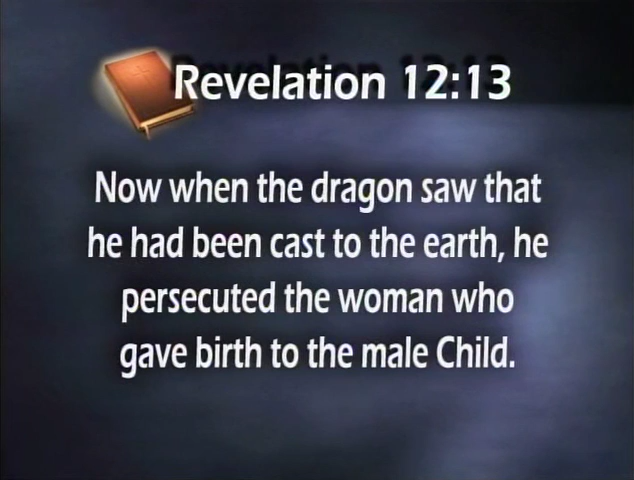 Revelation 12:13
Now when the dragon saw that
he had been cast to the earth, he
persecuted the woman who
gave birth to the male Child.